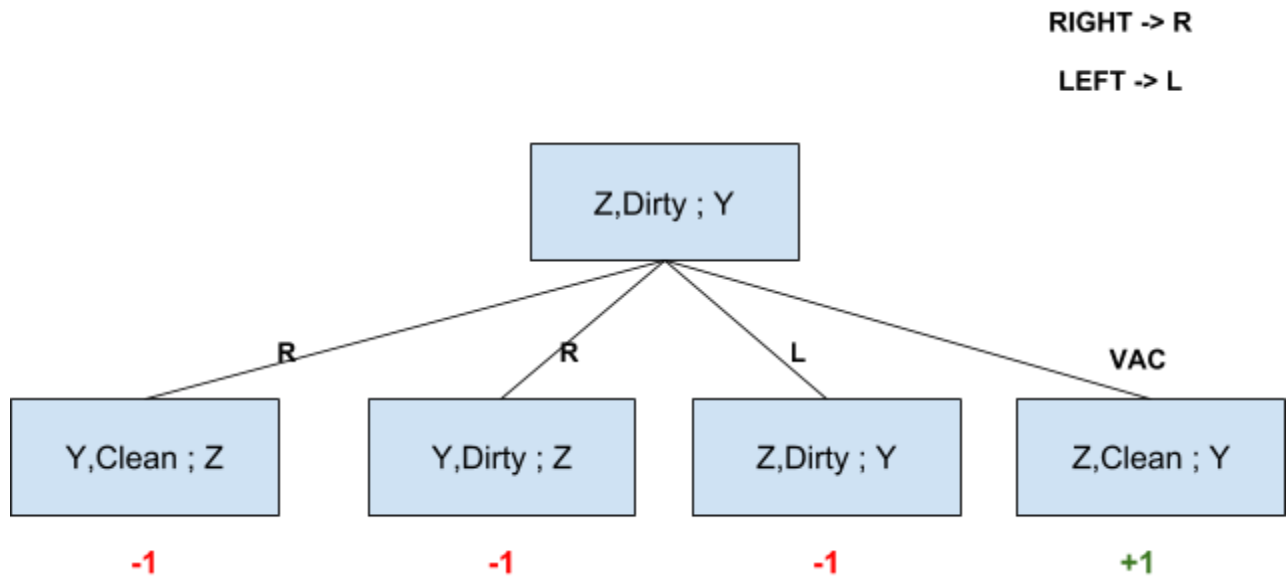 RIGHT -> R
LEFT -> L
Z,Dirty ; Y
R
R
L
VAC
Y,Clean ; Z
Y,Dirty ; Z
Z,Dirty ; Y
Z,Clean ; Y
-1
-1
-1
+1